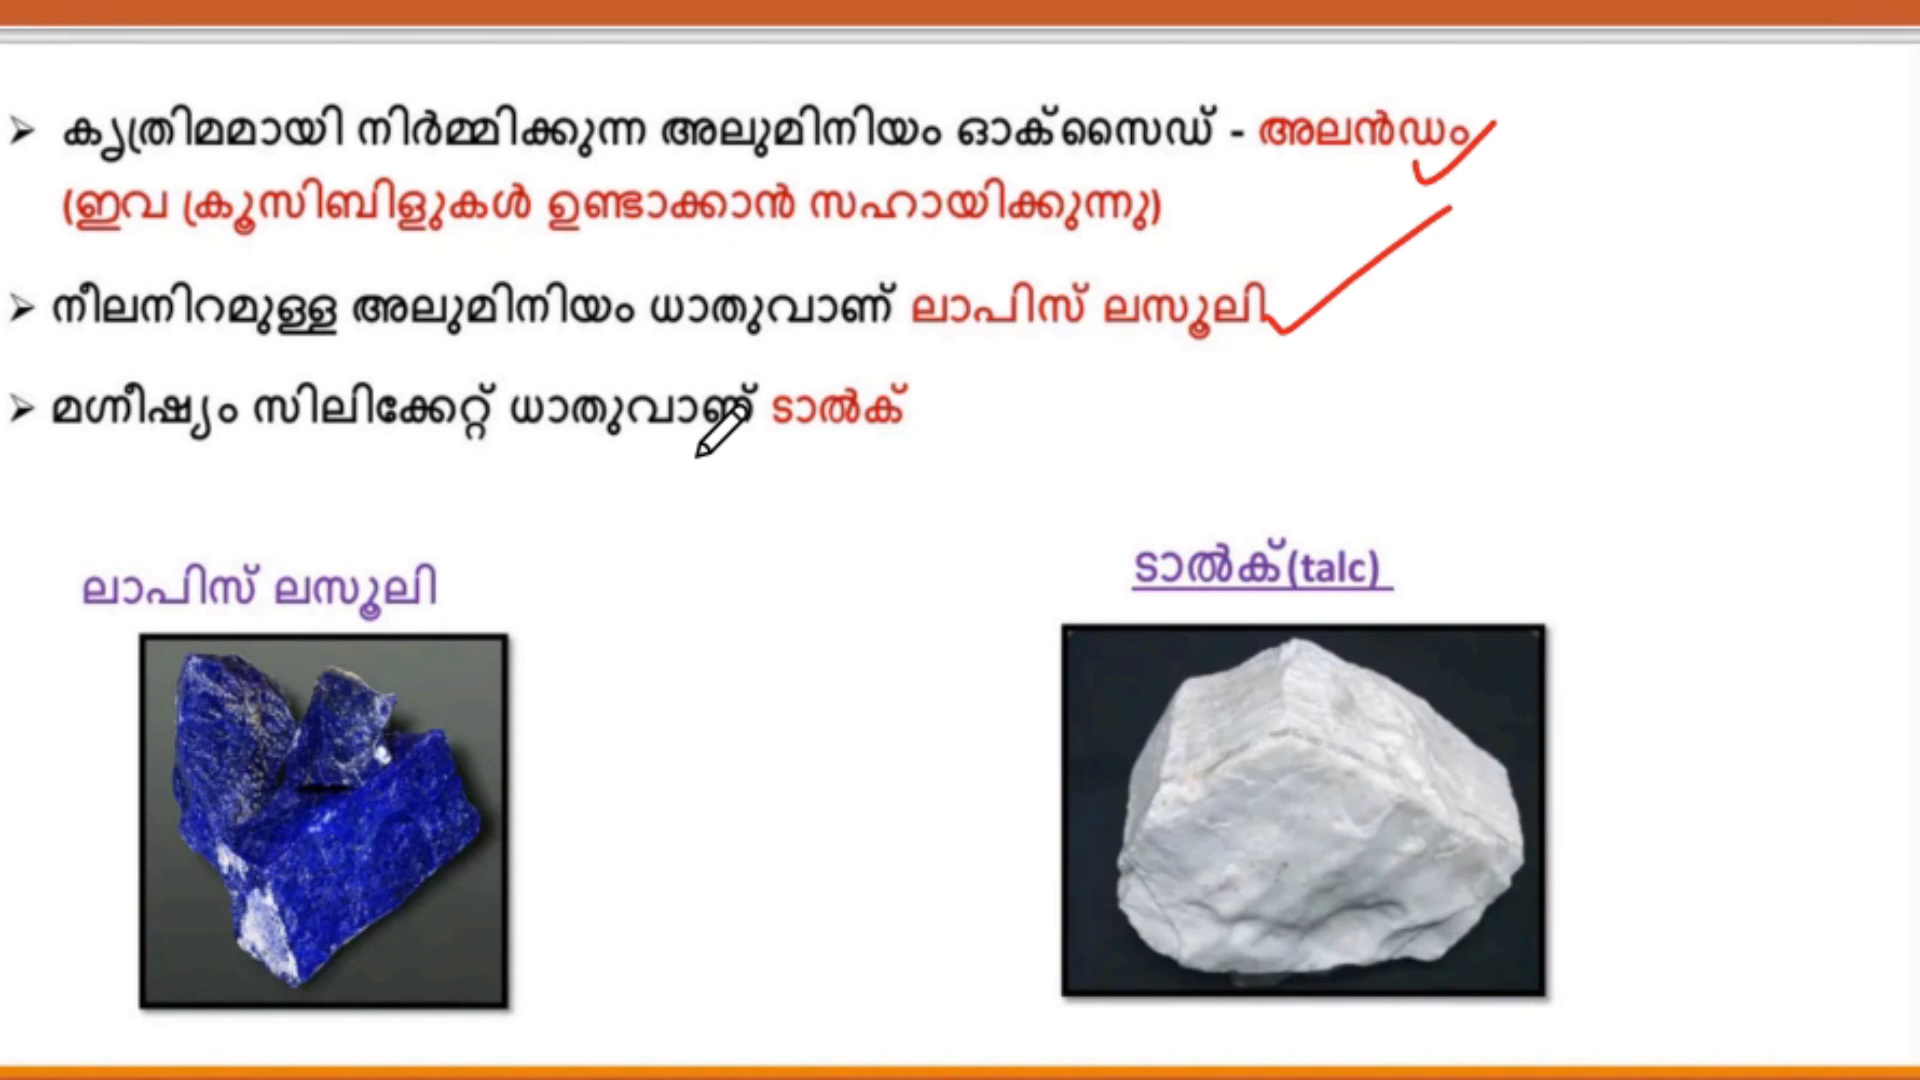 കൃത്രിമമായി നിർമ്മിക്കുന്ന അലുമിനിയം ഓക്സൈഡ് - അലൻഡം
(ഇവ ക്രൂസിബിളുകൾ ഉണ്ടാക്കാൻ സഹായിക്കുന്നു)
നീലനിറമുള്ള അലുമിനിയം ധാതുവാണ് ലാപിസ് ലസൂലി
മഗ്നീഷ്യം സിലിക്കേറ്റ് ധാതുവാണ് ടാൽക്
ലാപിസ് ലസൂലി
ടാൽക്(talc)